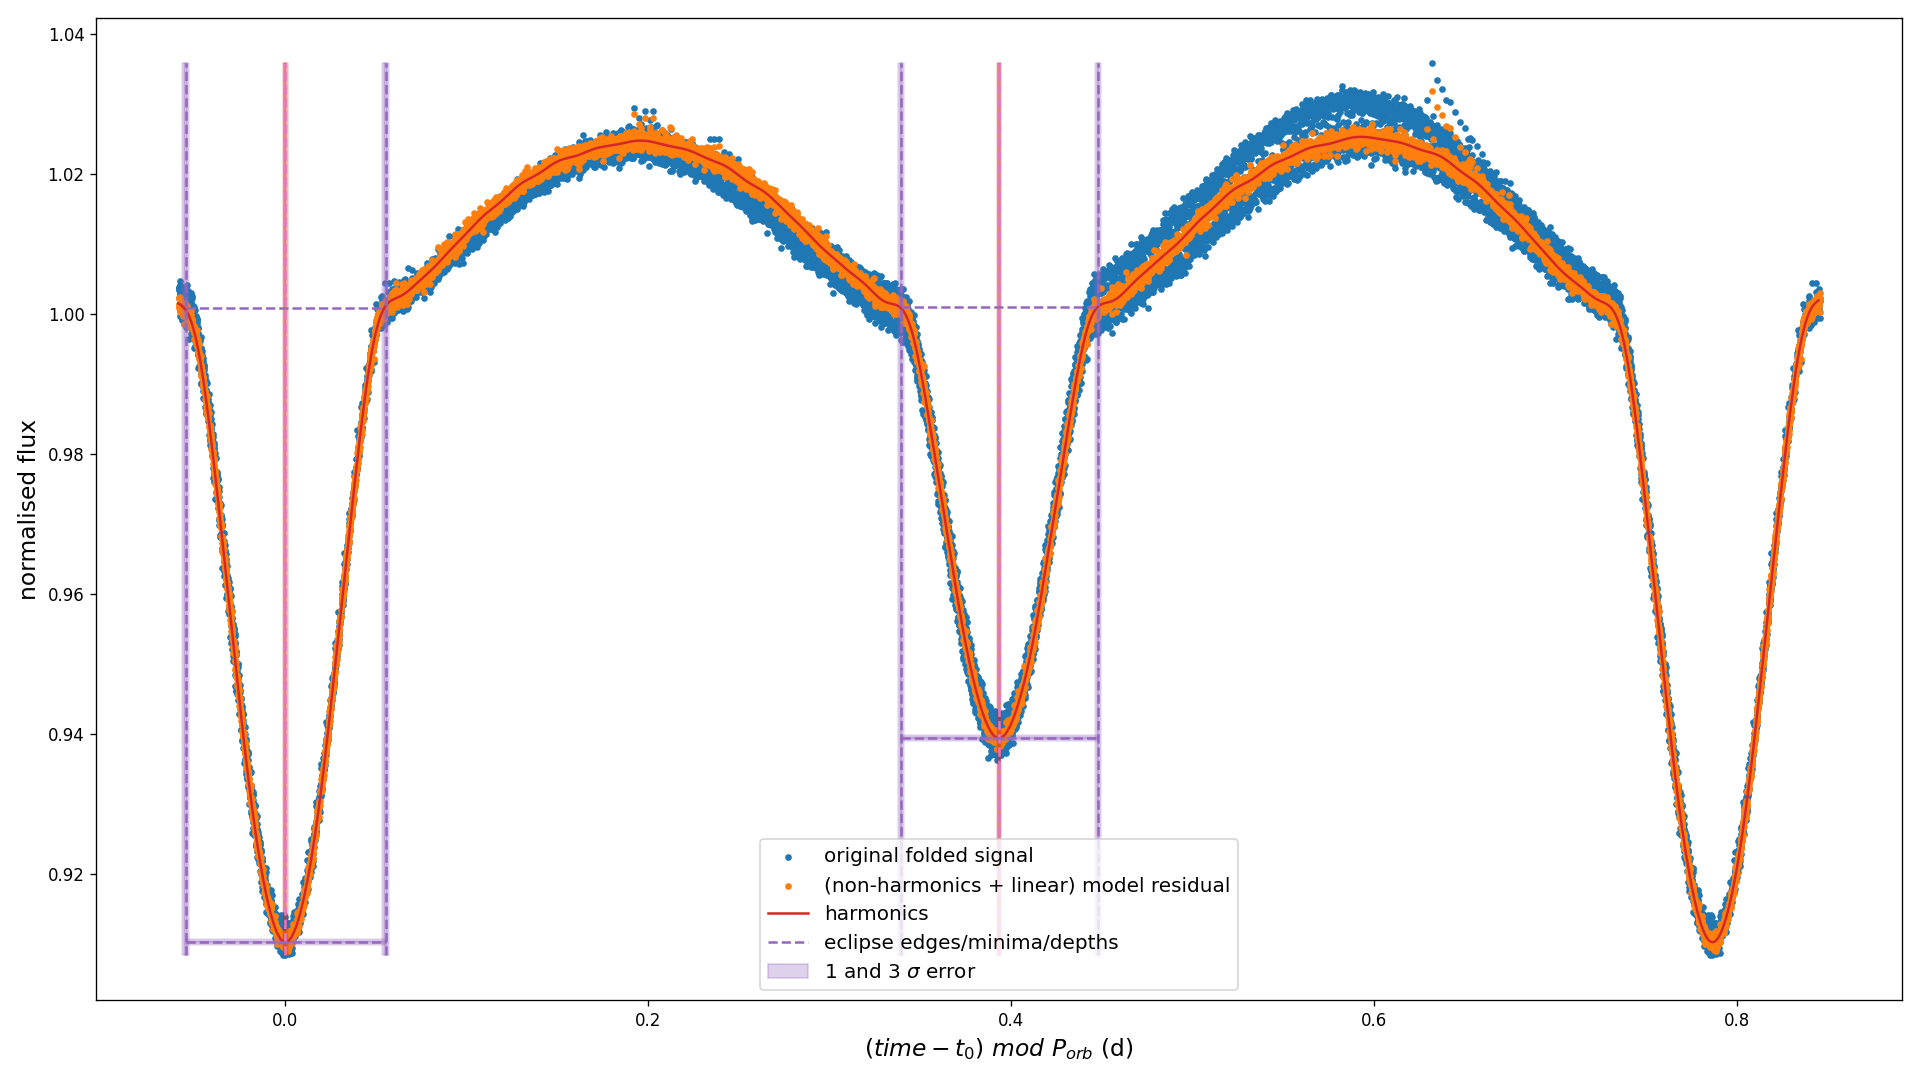 1.04
1.02
1.00
0.98
0.96
0.94
0.92
normalised flux
original folded signal
(non-harmonics + linear) model residual
harmonics
eclipse edges/minima/depths
1 and 3 σ error
0.0 0.2 0.4 0.6 0.8
(time − t₀) mod Pₒᵣb (d)